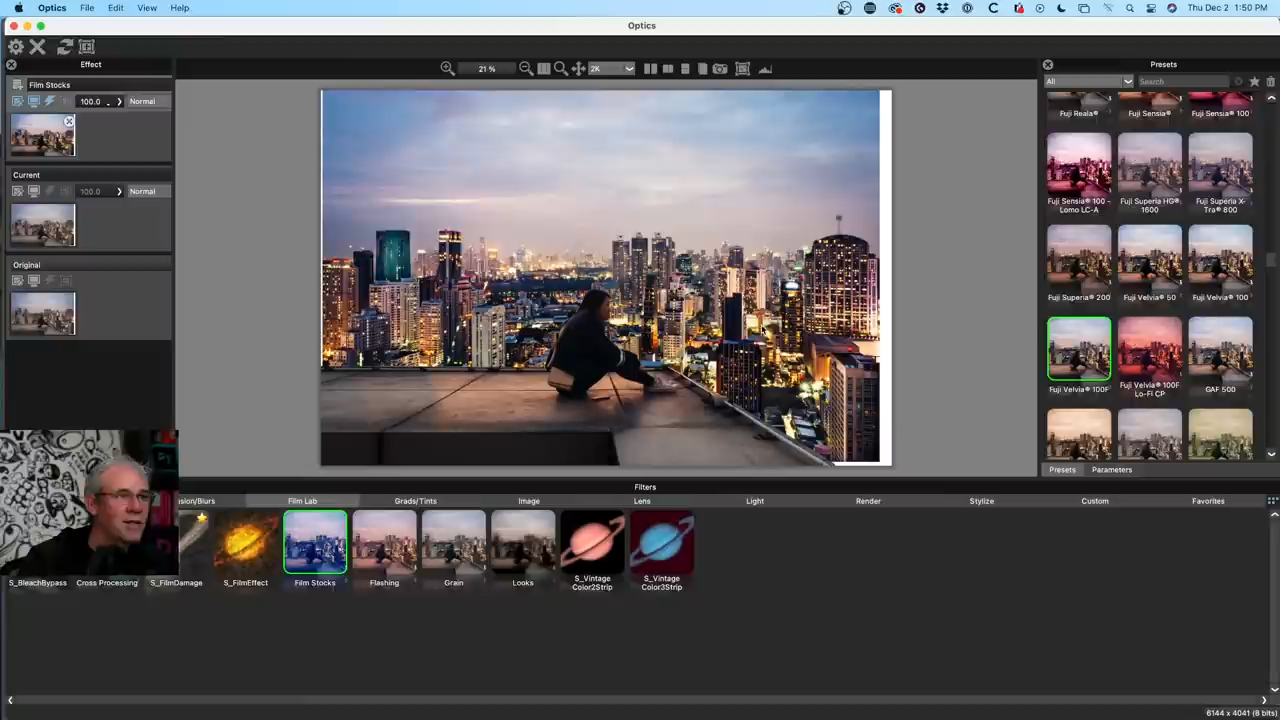 Optics File Edit View Help Thu Dec 2 1:50 PM
Optics
Effect 21 % 2K Presets
Film Stocks All Search
100.0 Normal
Fuji Reala® Fuji Sensia® Fuji Sensia® 100
Current
100.0 Normal
Fuji Sensia® 100 - Lomo LC-A
Fuji Superia HG® 1600
Fuji Superia X-Tra® 800
Original
Fuji Superia® 200 Fuji Velvia® 50 Fuji Velvia® 100
Fuji Velvia® 100F
Fuji Velvia® 100F Lo-Fi CP
GAF 500
Presets Parameters
Filters
sion/Blurs Film Lab Grads/Tints Image Lens Light Render Stylize Custom Favorites
S_BleachBypass Cross Processing S_FilmDamage S_FilmEffect Film Stocks Flashing Grain Looks
S_Vintage Color2Strip
S_Vintage Color3Strip
6144 x 4041 (8 bits)